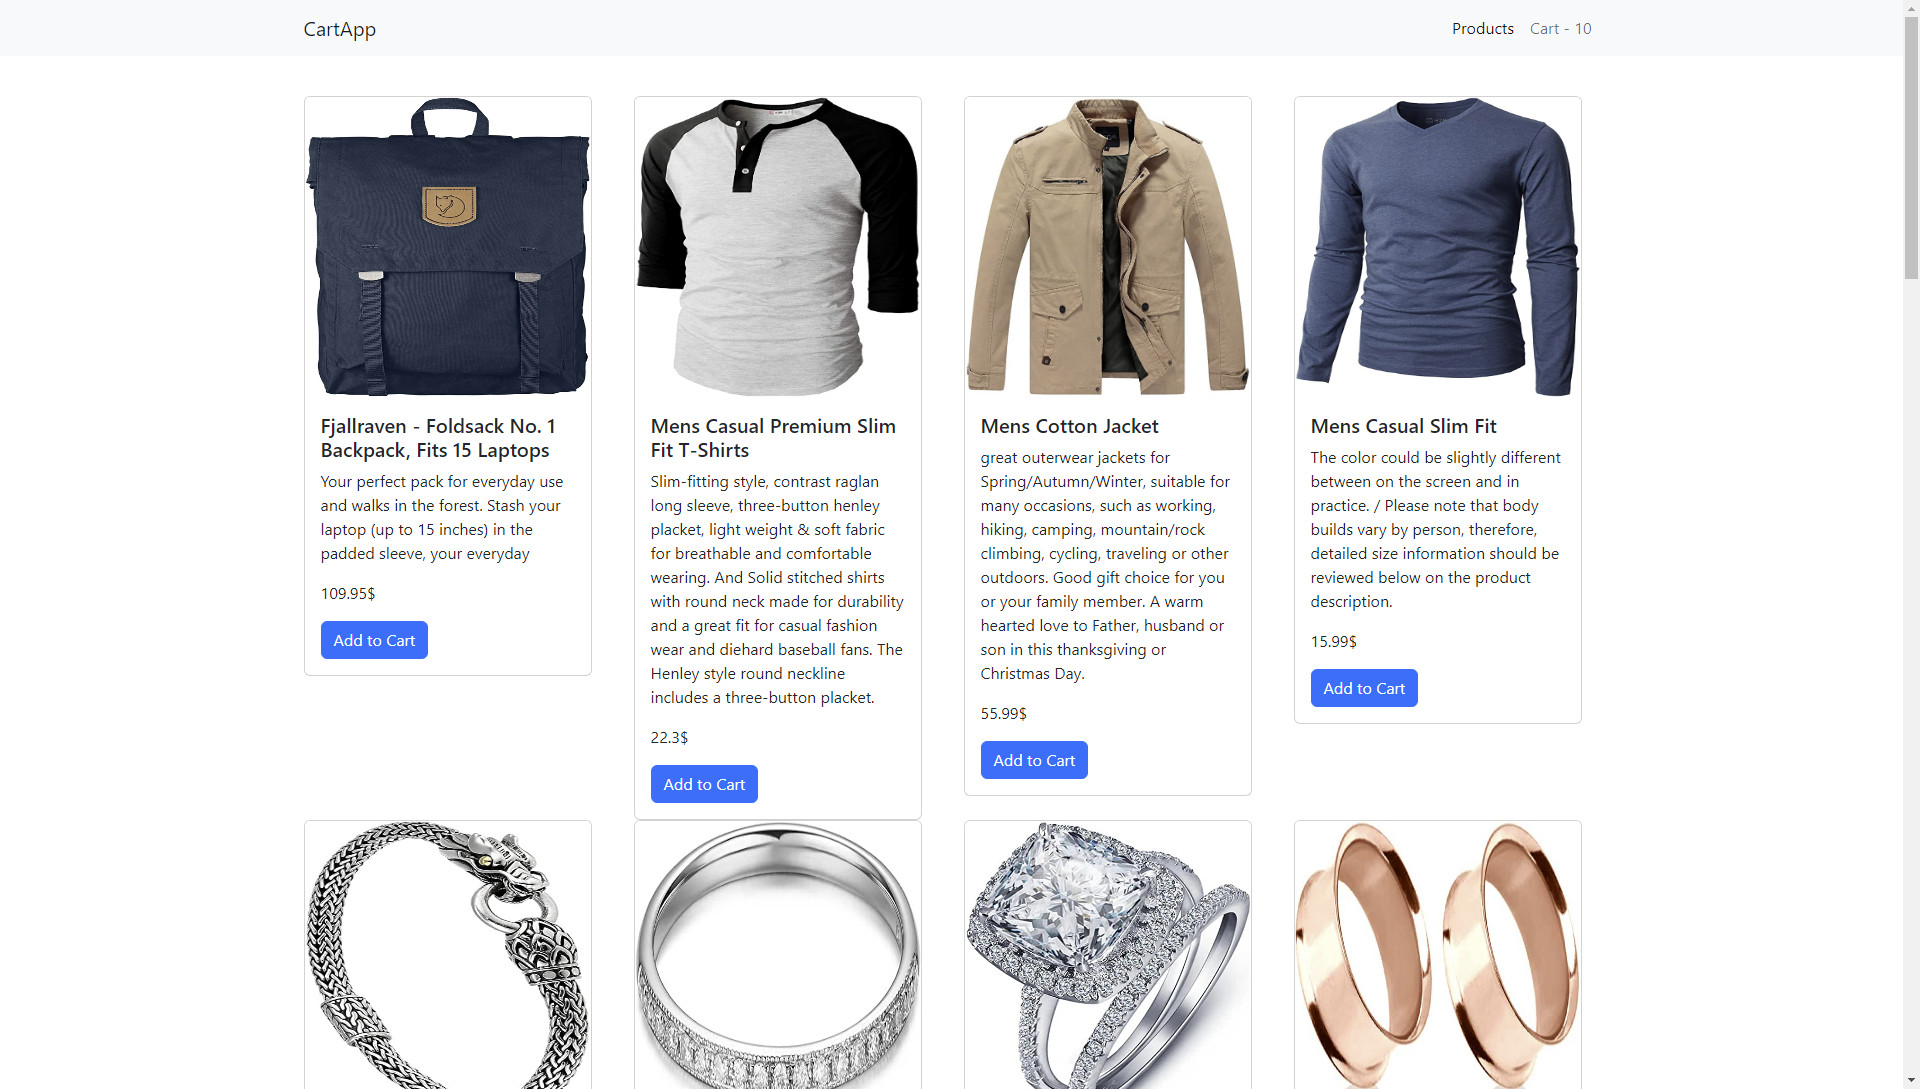 CartApp
Products
Cart - 10
Fjallraven - Foldsack No. 1
Backpack, Fits 15 Laptops
Your perfect pack for everyday use
and walks in the forest. Stash your
laptop (up to 15 inches) in the
padded sleeve, your everyday
109.95$
Add to Cart
Mens Casual Premium Slim
Fit T-Shirts
Slim-fitting style, contrast raglan
long sleeve, three-button henley
placket, light weight & soft fabric
for breathable and comfortable
wearing. And Solid stitched shirts
with round neck made for durability
and a great fit for casual fashion
wear and diehard baseball fans. The
Henley style round neckline
includes a three-button placket.
22.3$
Add to Cart
Mens Cotton Jacket
great outerwear jackets for
Spring/Autumn/Winter, suitable for
many occasions, such as working,
hiking, camping, mountain/rock
climbing, cycling, traveling or other
outdoors. Good gift choice for you
or your family member. A warm
hearted love to Father, husband or
son in this thanksgiving or
Christmas Day.
55.99$
Add to Cart
Mens Casual Slim Fit
The color could be slightly different
between on the screen and in
practice. / Please note that body
builds vary by person, therefore,
detailed size information should be
reviewed below on the product
description.
15.99$
Add to Cart